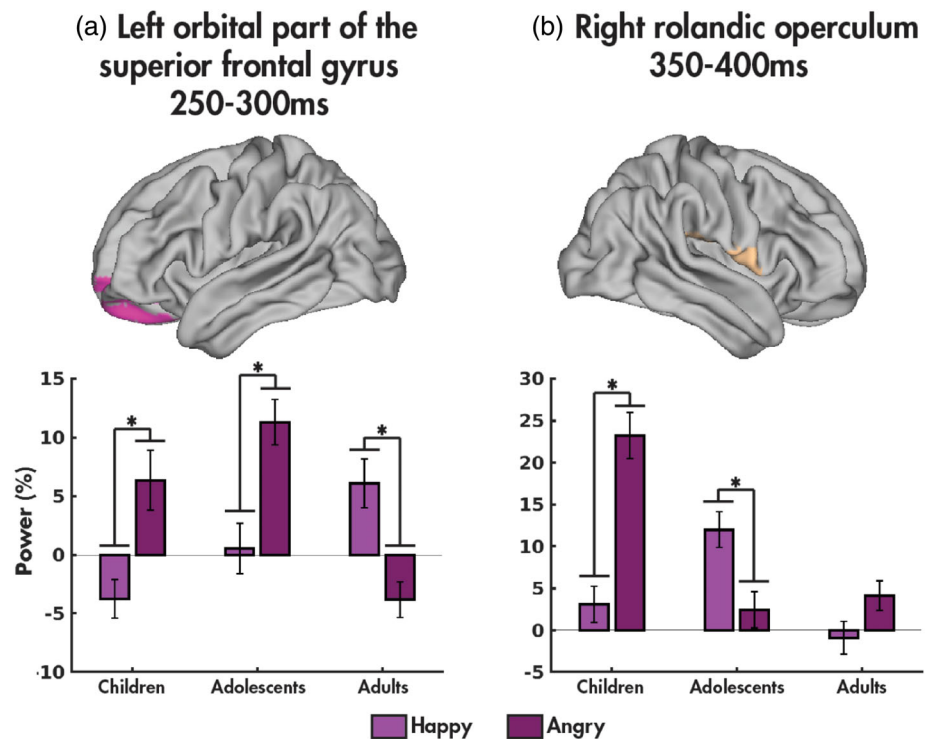 (a) Left orbital part of the
superior frontal gyrus
250-300ms
(b) Right rolandic operculum
350-400ms
Power (%)
15
10
5
0
-5
-10
*
*
*
Children
Adolescents
Adults
30
25
20
15
10
5
0
-5
*
*
Children
Adolescents
Adults
Happy
Angry